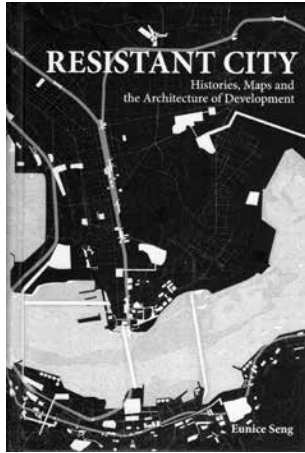 RESISTANT CITY
Histories, Maps and
the Architecture of Development
Eunice Seng